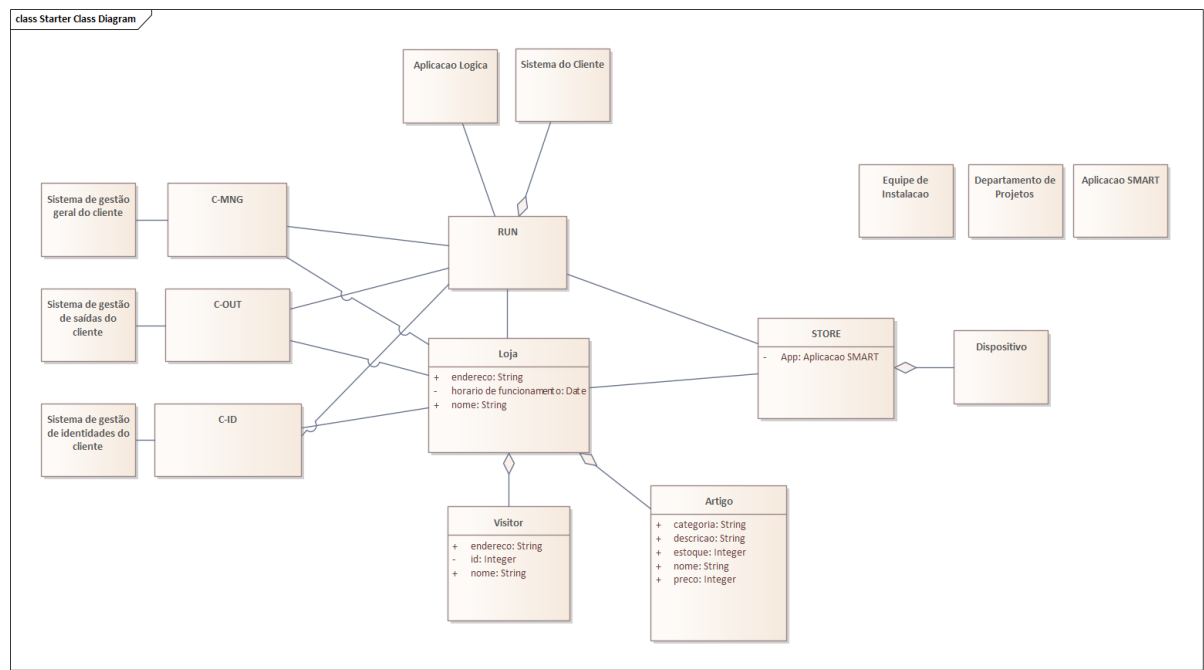 class Starter Class Diagram
Aplicacao Logica
Sistema do Cliente
Sistema de gestão
geral do cliente
C-MNG
RUN
Equipe de
Instalacao
Departamento de
Projetos
Aplicacao SMART
Sistema de gestão
de saídas do
cliente
C-OUT
STORE
- App: Aplicacao SMART
Dispositivo
Loja
+ endereco: String
- horario de funcionamento: Date
+ nome: String
Sistema de gestão
de identidades do
cliente
C-ID
Visitor
+ endereco: String
- id: Integer
+ nome: String
Artigo
+ categoria: String
+ descricao: String
+ estoque: Integer
+ nome: String
+ preco: Integer